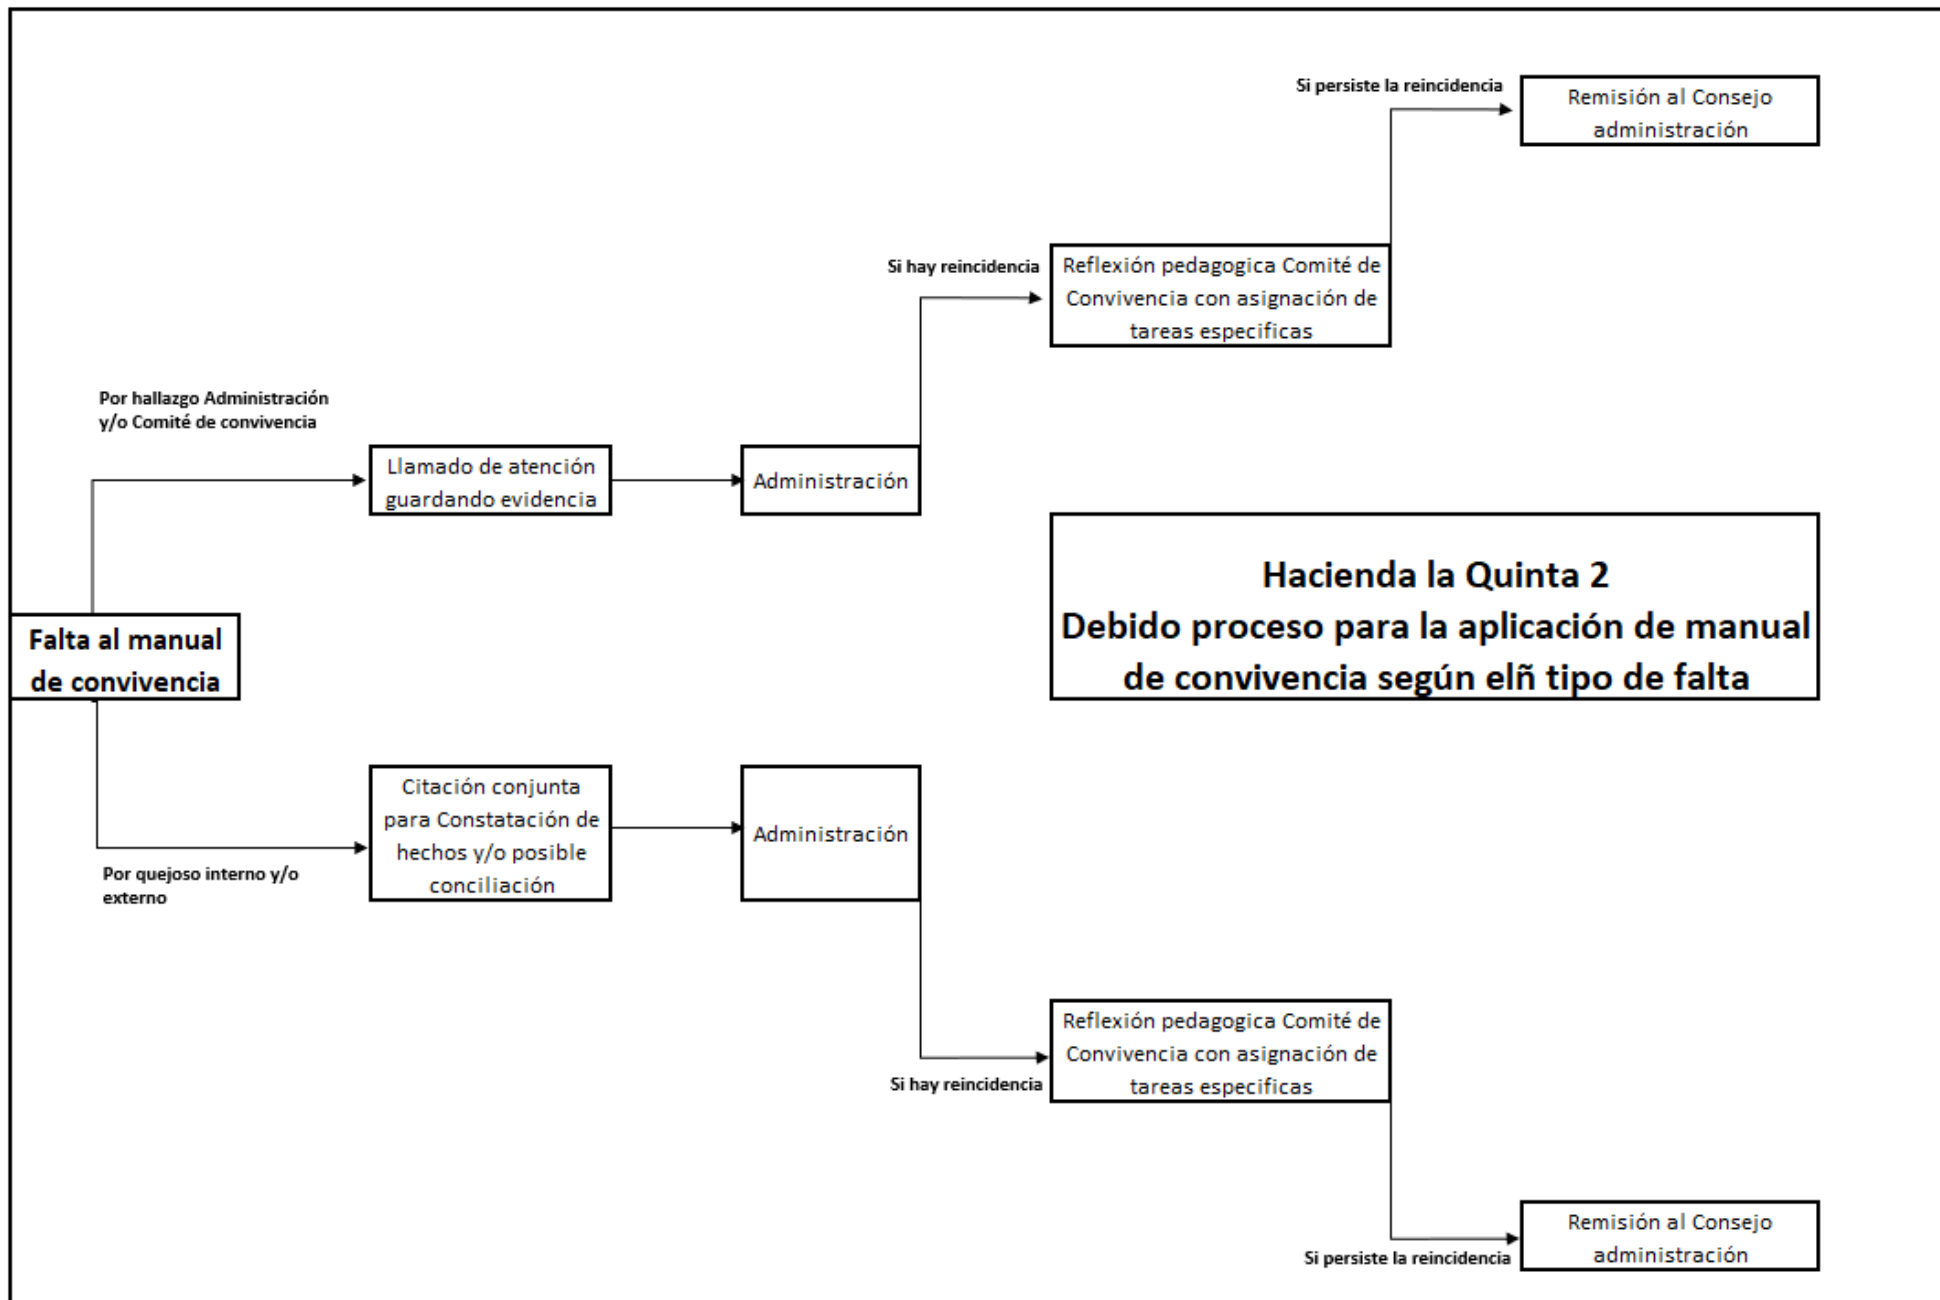 Si persiste la reincidencia
Remisión al Consejo
administración
Si hay reincidencia
Reflexión pedagogica Comité de
Convivencia con asignación de
tareas especificas
Por hallazgo Administración
y/o Comité de convivencia
Llamado de atención
guardando evidencia
Administración
Hacienda la Quinta 2
Debido proceso para la aplicación de manual
de convivencia según elñ tipo de falta
Falta al manual
de convivencia
Citación conjunta
para Constatación de
hechos y/o posible
conciliación
Administración
Por quejoso interno y/o
externo
Reflexión pedagogica Comité de
Convivencia con asignación de
tareas especificas
Si hay reincidencia
Remisión al Consejo
administración
Si persiste la reincidencia